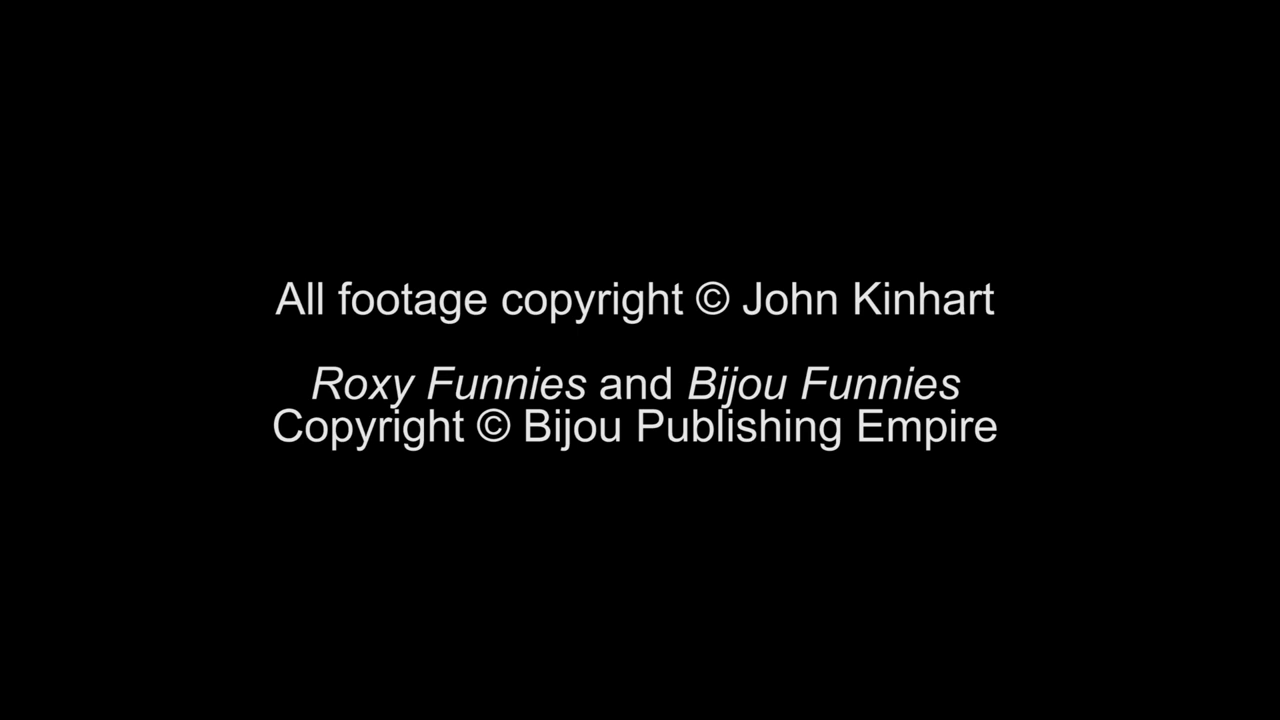 All footage copyright © John Kinhart
Roxy Funnies and Bijou Funnies
Copyright © Bijou Publishing Empire